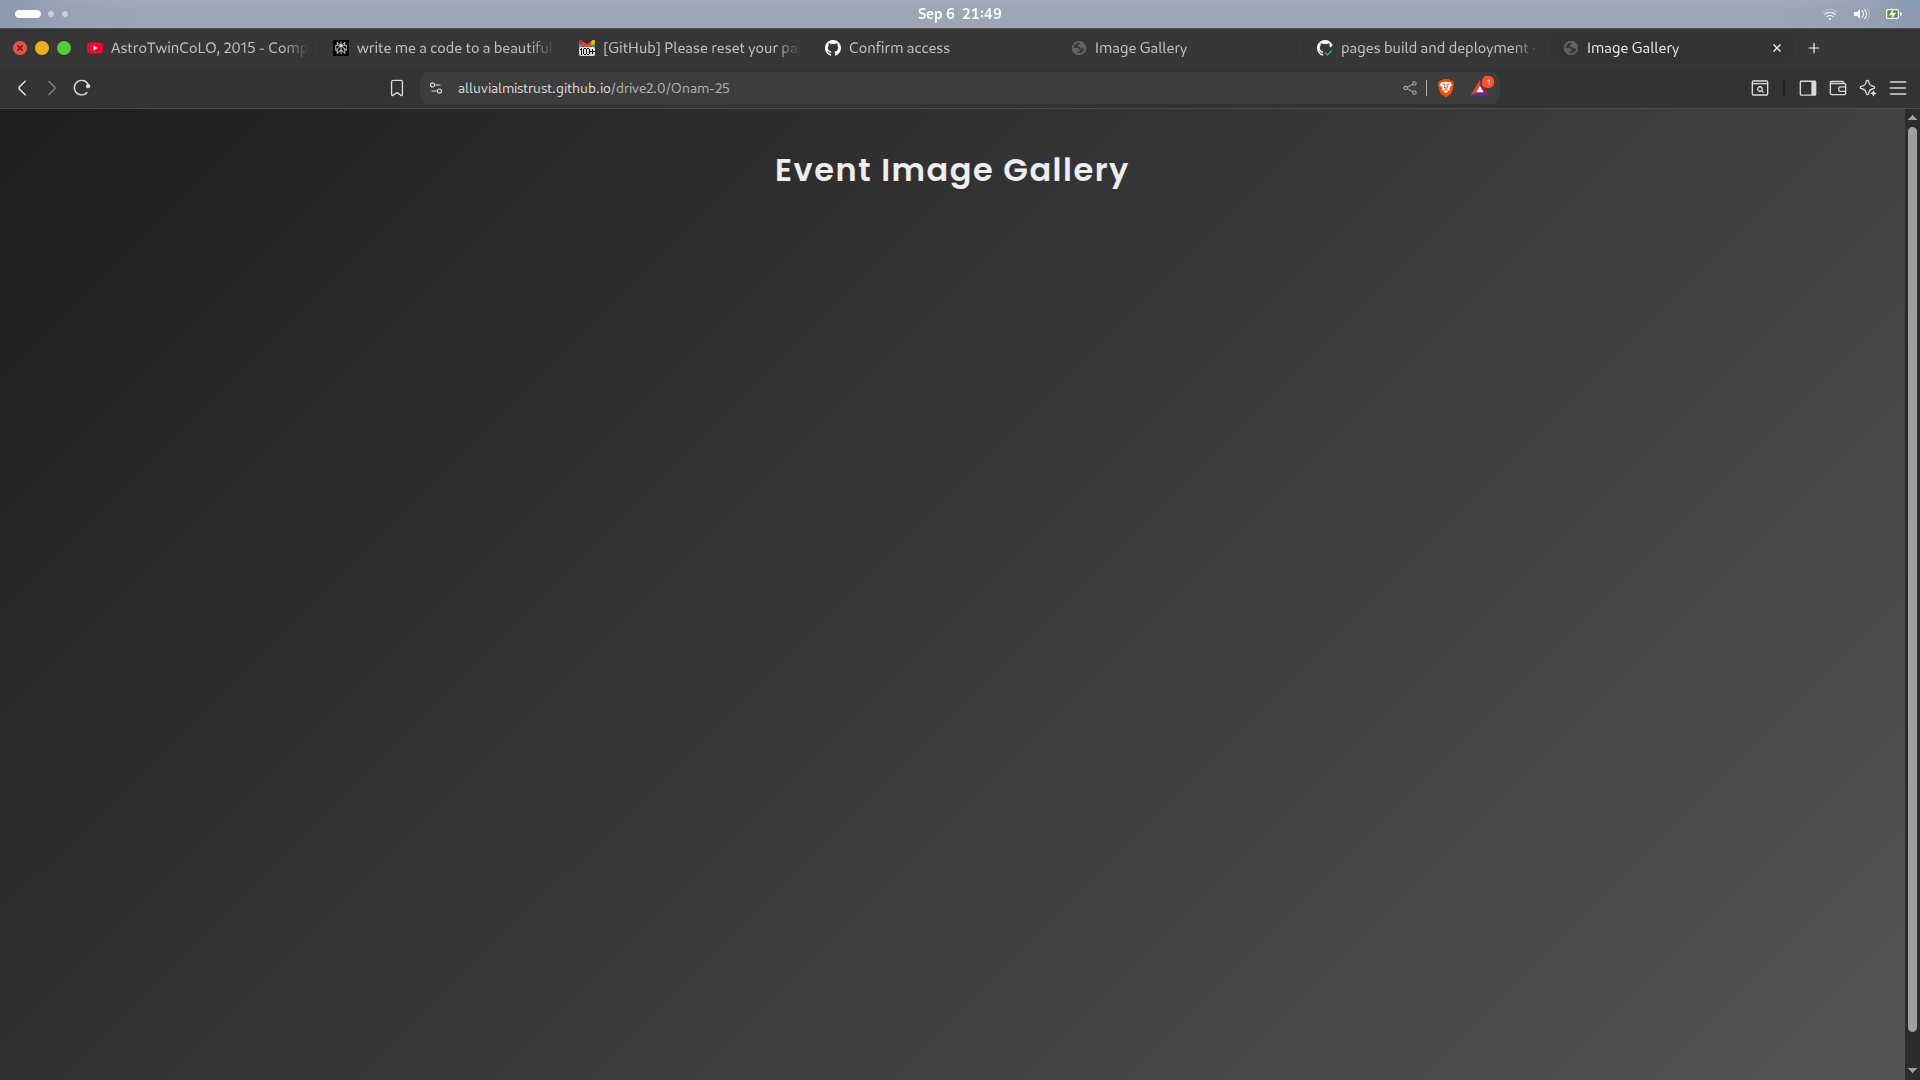 Sep 6 21:49
AstroTwinCoLO, 2015 - Comp
write me a code to a beautiful
[GitHub] Please reset your pa
Confirm access
Image Gallery
pages build and deployment
Image Gallery
alluvialmistrust.github.io/drive2.0/Onam-25
1
Event Image Gallery